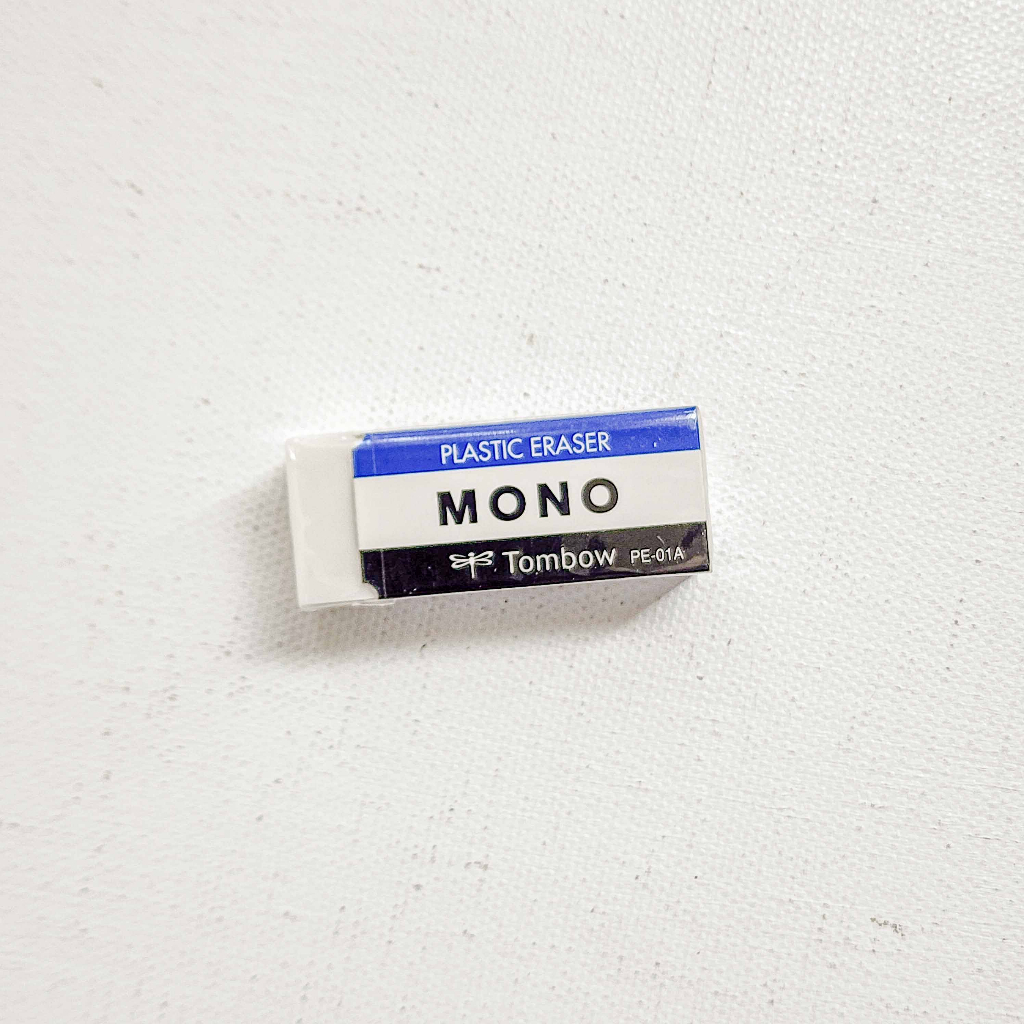 PLASTIC ERASER
MONO
Tombow PE-01A